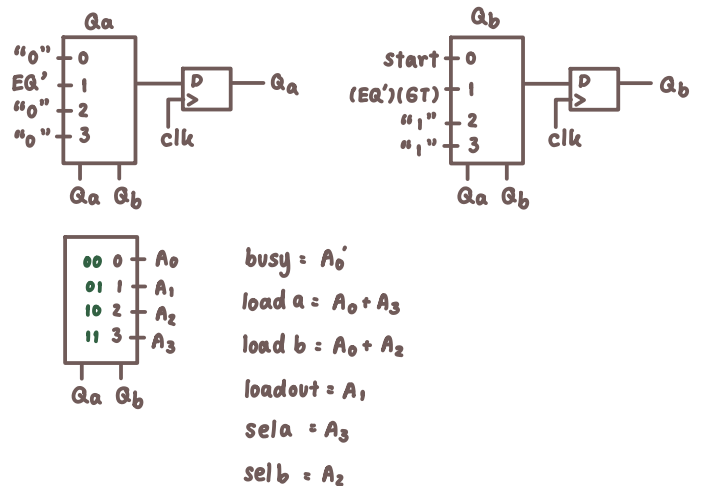 Qa
"0" 0
EQ' 1
"0" 2
"0" 3
D
Qa
clk
Qa Qb
Qb
start 0
(EQ')(GT) 1
"1" 2
"1" 3
D
Qb
clk
Qa Qb
00 0 A0
01 1 A1
10 2 A2
11 3 A3
Qa Qb
busy = A0'
load a = A0 + A3
load b = A0 + A2
loadout = A1
sel a = A3
sel b = A2